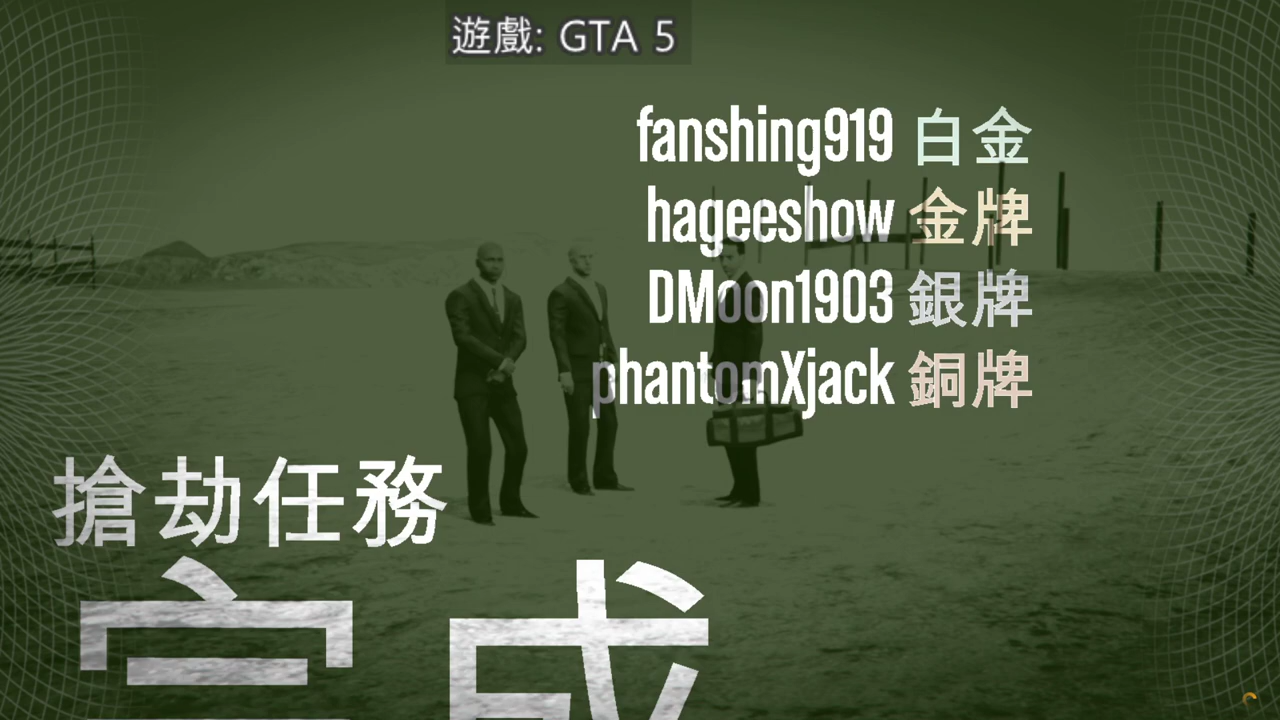 遊戲: GTA 5
fanshing919 白金
hageeshow 金牌
DMoon1903 銀牌
phantomXjack 銅牌
搶劫任務
完成